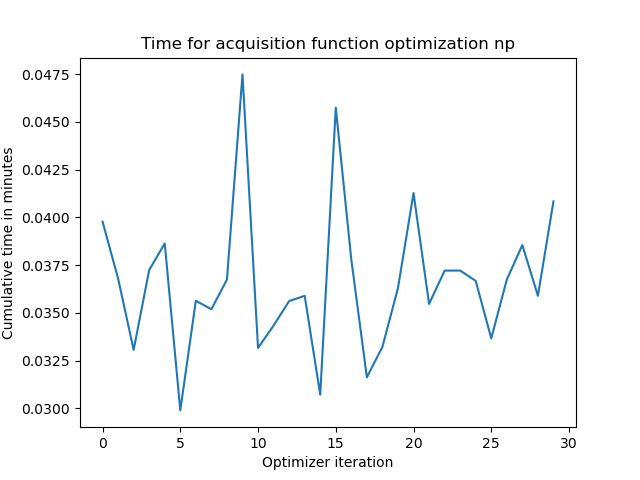 Time for acquisition function optimization np
Cumulative time in minutes
0.0475
0.0450
0.0425
0.0400
0.0375
0.0350
0.0325
0.0300
0 5 10 15 20 25 30
Optimizer iteration